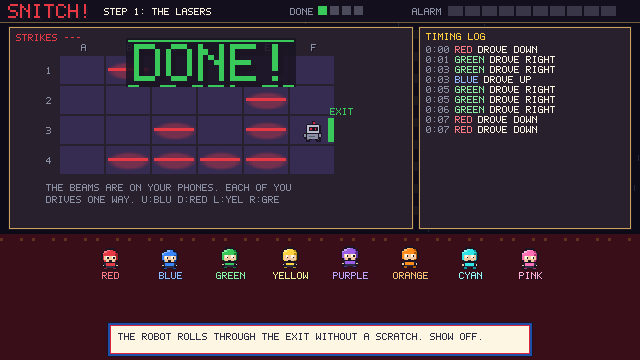 SNITCH! STEP 1: THE LASERS DONE ALARM
STRIKES ---
A F
DONE!
1
2
3
4
EXIT
THE BEAMS ARE ON YOUR PHONES. EACH OF YOU
DRIVES ONE WAY. U:BLU D:RED L:YEL R:GRE
TIMING LOG
0:00 RED DROVE DOWN
0:01 GREEN DROVE RIGHT
0:03 GREEN DROVE RIGHT
0:03 BLUE DROVE UP
0:05 GREEN DROVE RIGHT
0:05 GREEN DROVE RIGHT
0:06 GREEN DROVE RIGHT
0:07 RED DROVE DOWN
0:07 RED DROVE DOWN
RED BLUE GREEN YELLOW PURPLE ORANGE CYAN PINK
THE ROBOT ROLLS THROUGH THE EXIT WITHOUT A SCRATCH. SHOW OFF.